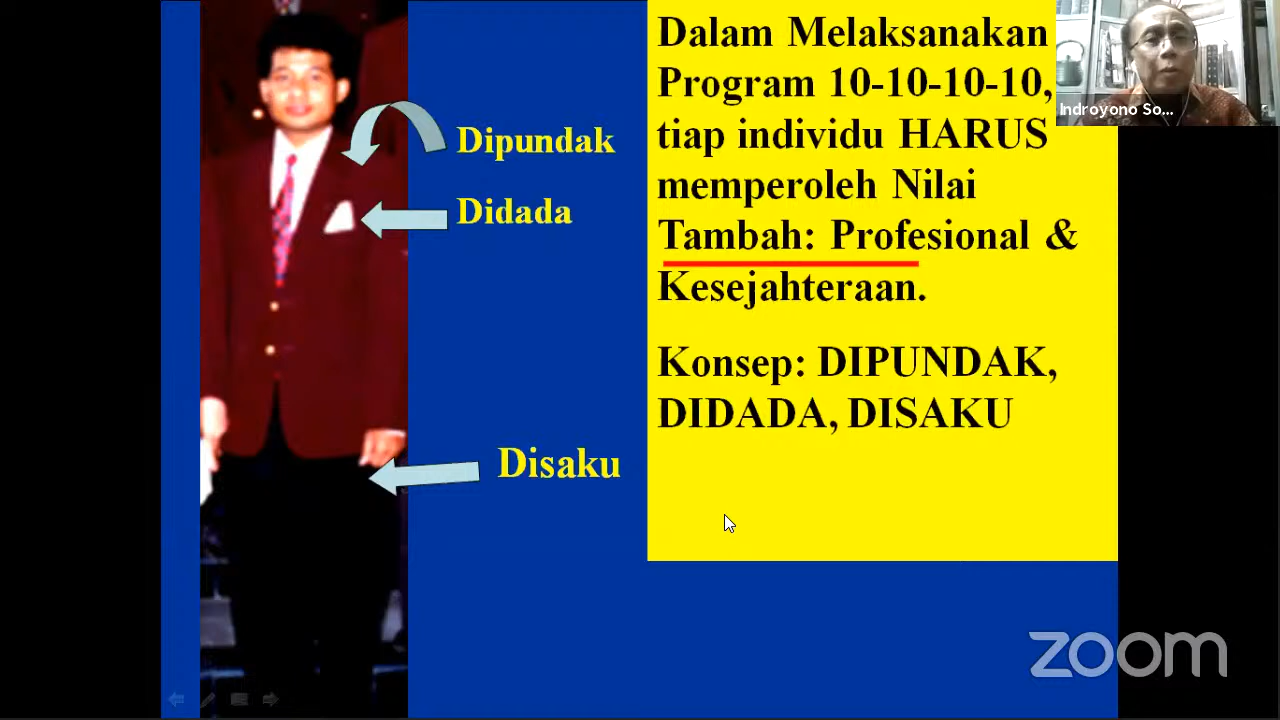 Dipundak
Didada
Disaku
Dalam Melaksanakan
Program 10-10-10-10,
tiap individu HARUS
memperoleh Nilai
Tambah: Profesional &
Kesejahteraan.
Konsep: DIPUNDAK,
DIDADA, DISAKU
Indroyono So...
zoom